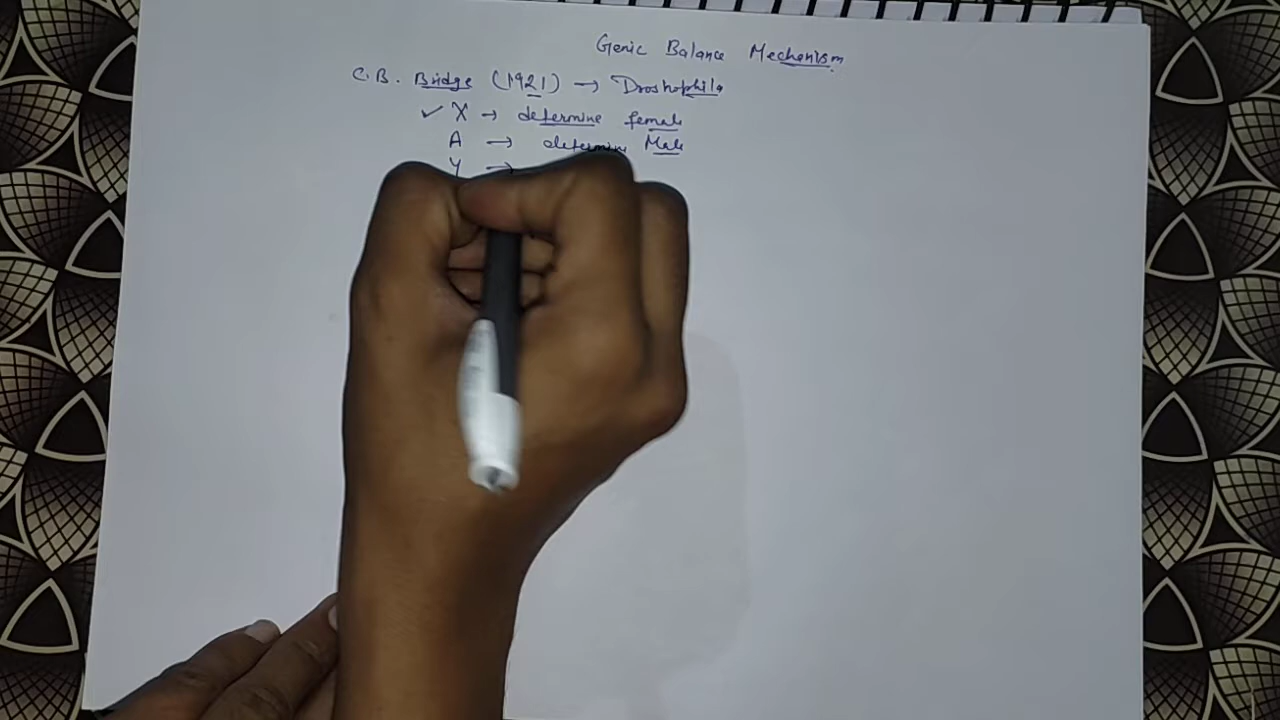 Genic Balance Mechanism
C.B. Bridge (1921) → Droshophila
✓ X → determine female
A → determine Male
Y →